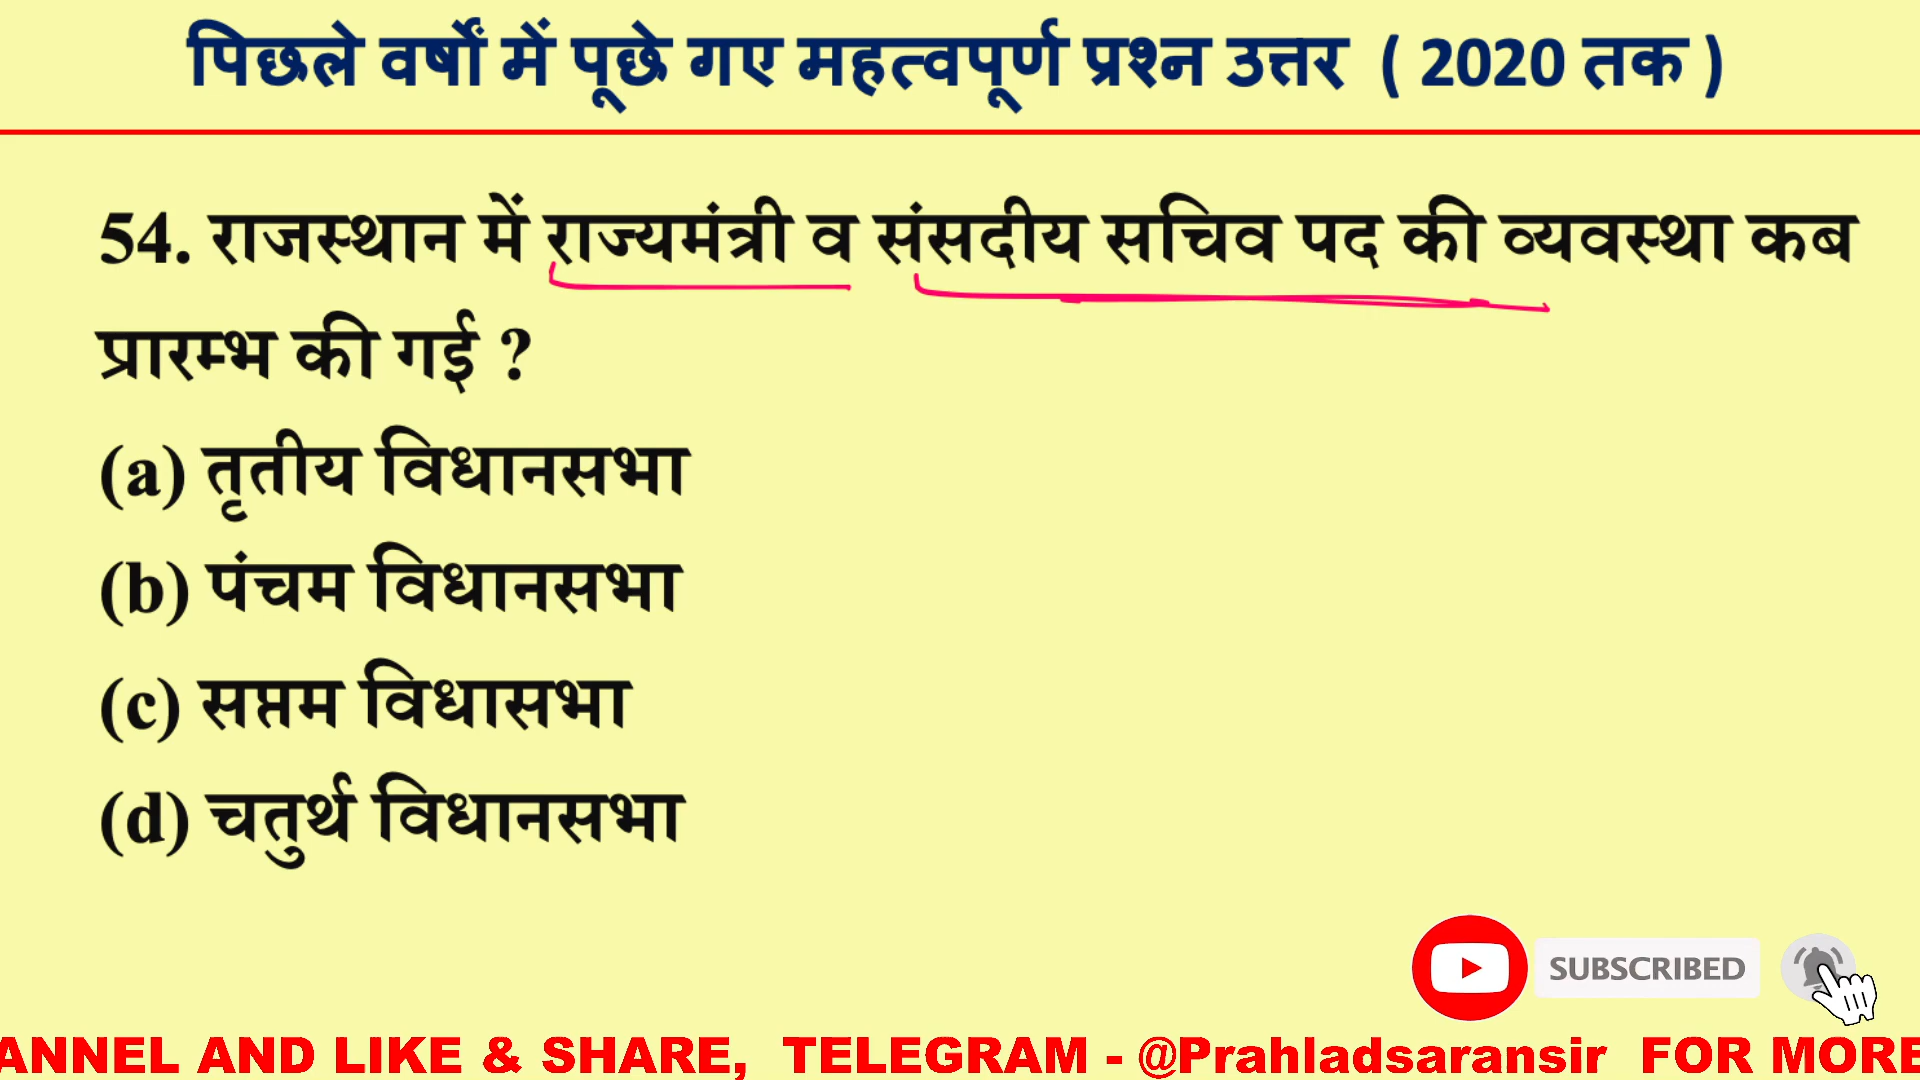 पिछले वर्षों में पूछे गए महत्वपूर्ण प्रश्न उत्तर ( 2020 तक )
54. राजस्थान में राज्यमंत्री व संसदीय सचिव पद की व्यवस्था कब
प्रारम्भ की गई ?
(a) तृतीय विधानसभा
(b) पंचम विधानसभा
(c) सप्तम विधासभा
(d) चतुर्थ विधानसभा
SUBSCRIBED
ANNEL AND LIKE & SHARE, TELEGRAM - @Prahladsaransir FOR MORE